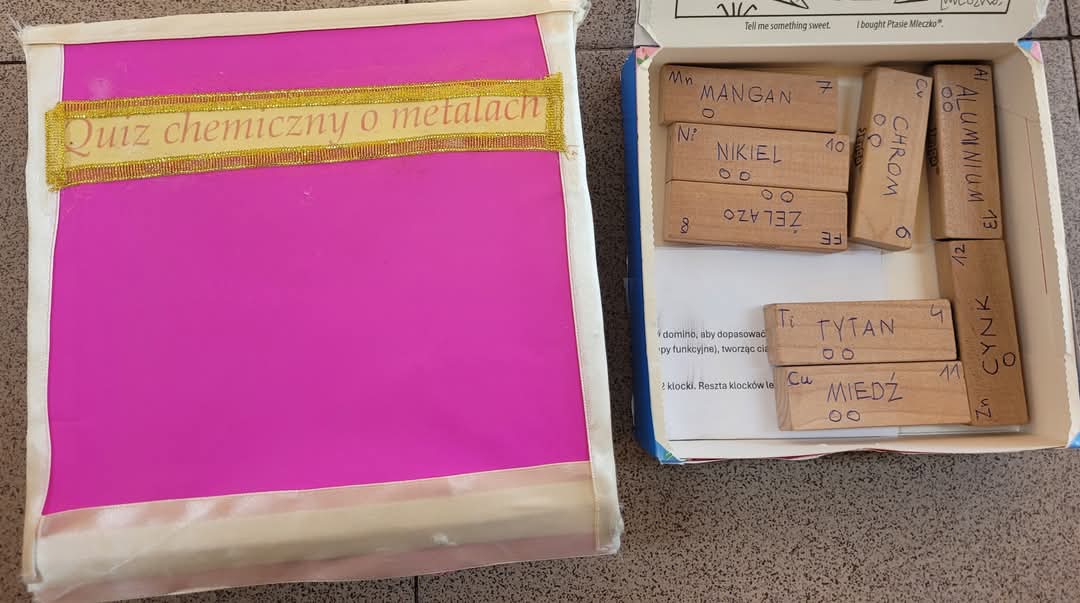 Quiz chemiczny o metalach
Tell me something sweet. I bought Ptasie Mleczko®.
Mn MANGAN 7
Ni NIKIEL 10
ŻELAZO
FE 8
Cr CHROM 6
Al ALUMINIUM 13
12 CYNK Zn
domino, aby dopasować
py funkcyjne), tworząc cią
2 klocki. Reszta klocków le
Ti TYTAN 4
Cu MIEDŹ 11